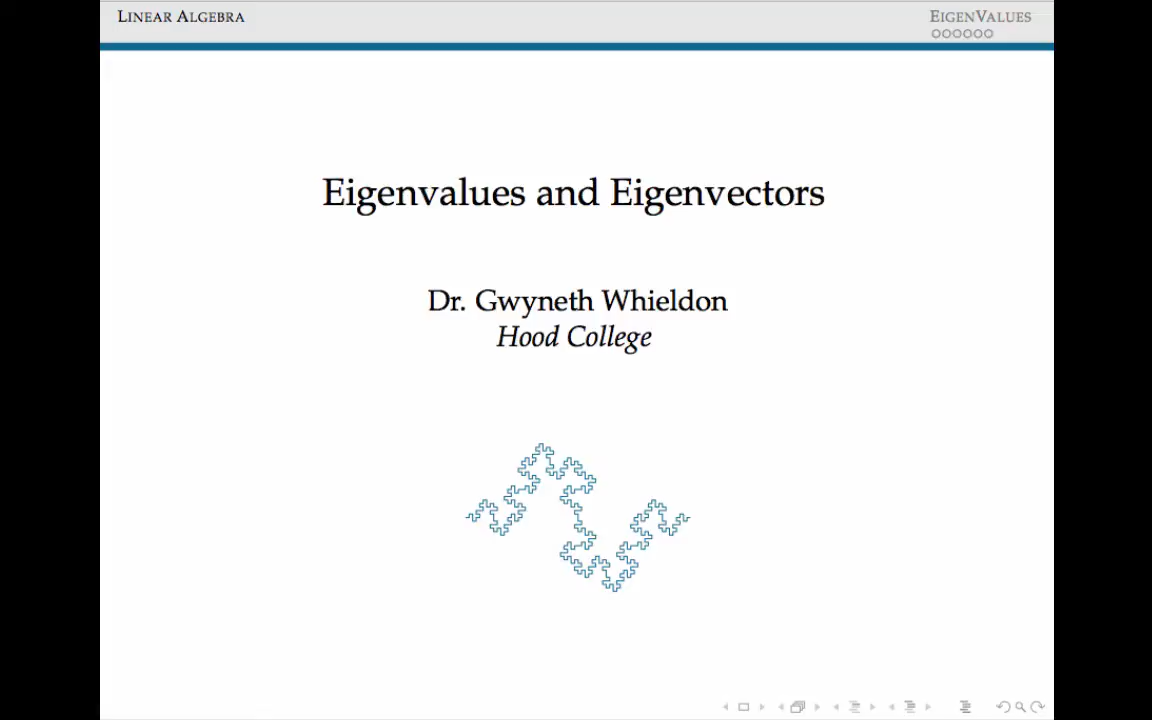 LINEAR ALGEBRA
EIGENVALUES
Eigenvalues and Eigenvectors
Dr. Gwyneth Whieldon
Hood College